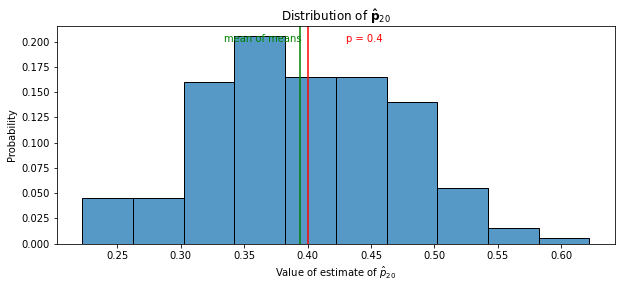 Distribution of p̂₂₀
mean of means
p = 0.4
Probability
0.200
0.175
0.150
0.125
0.100
0.075
0.050
0.025
0.000
0.25 0.30 0.35 0.40 0.45 0.50 0.55 0.60
Value of estimate of p̂₂₀